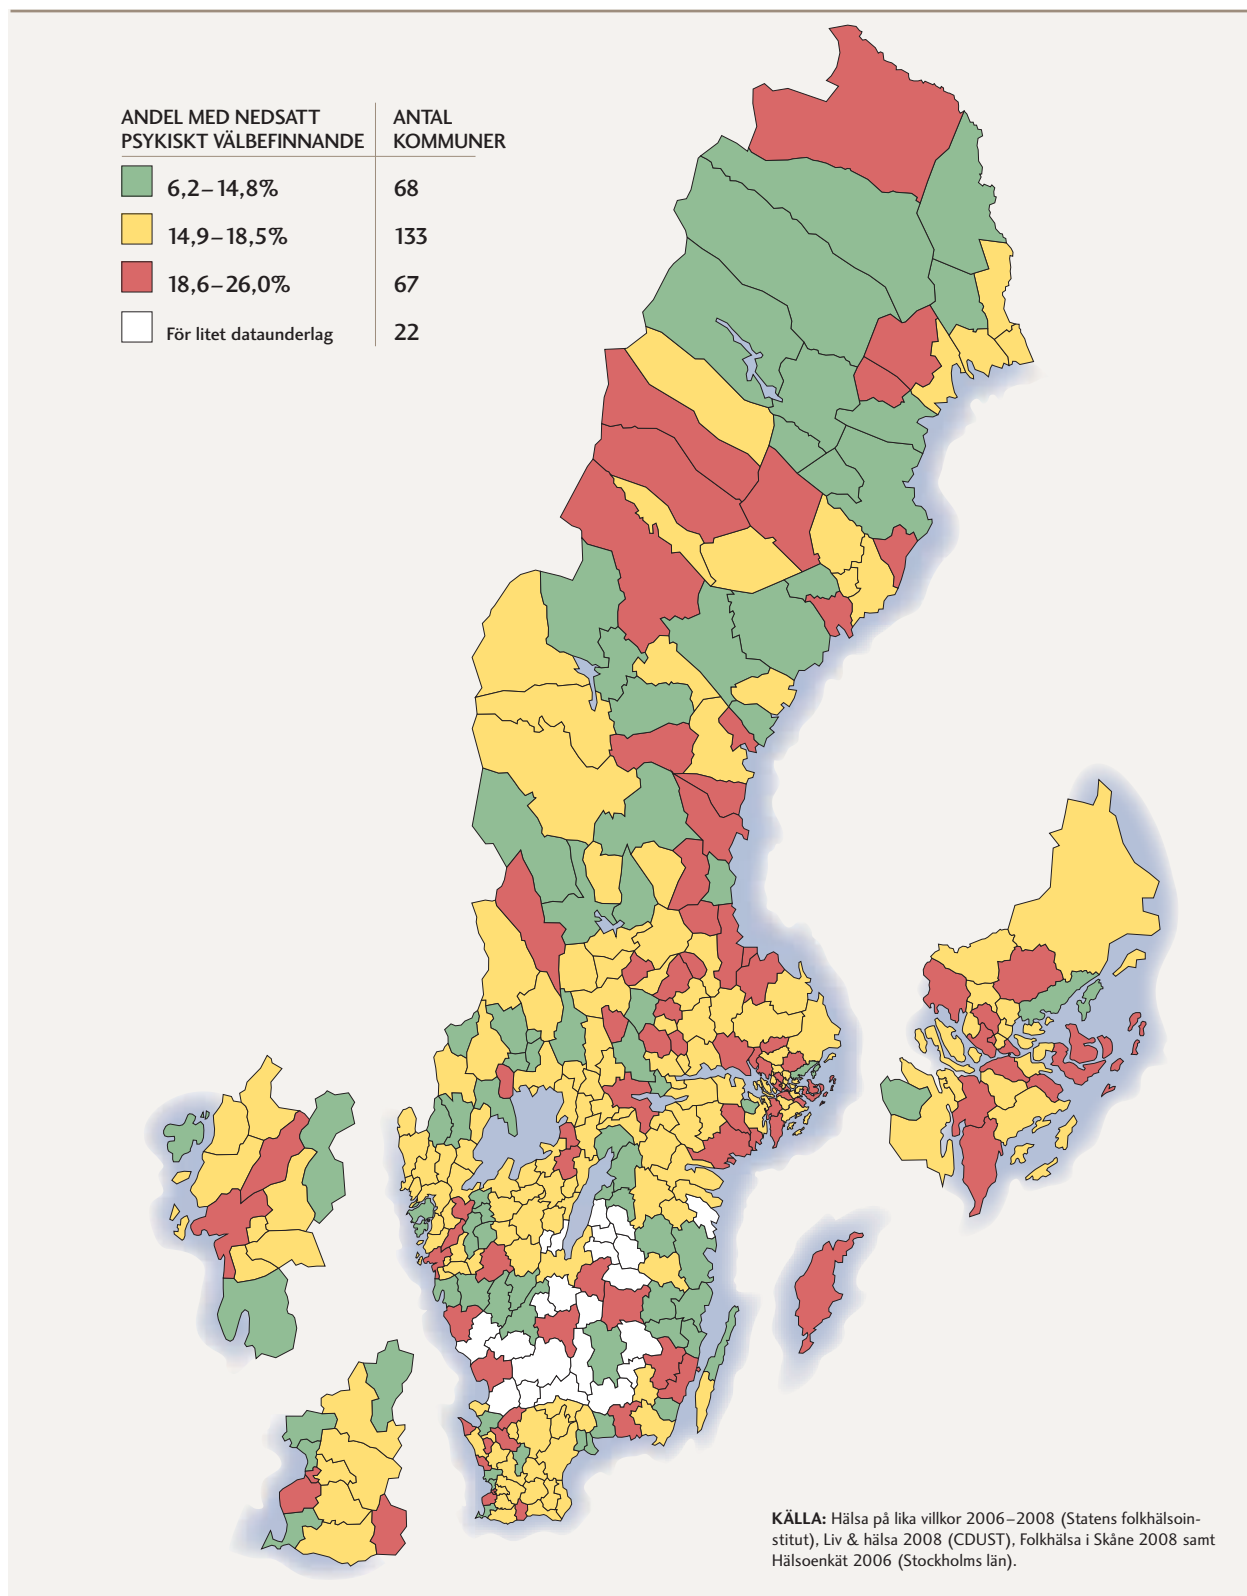 ANDEL MED NEDSATT
PSYKISKT VÄLBEFINNANDE
ANTAL
KOMMUNER
6,2–14,8%
68
14,9–18,5%
133
18,6–26,0%
67
För litet dataunderlag
22
KÄLLA: Hälsa på lika villkor 2006–2008 (Statens folkhälsoin-
stitut), Liv & hälsa 2008 (CDUST), Folkhälsa i Skåne 2008 samt
Hälsoenkät 2006 (Stockholms län).